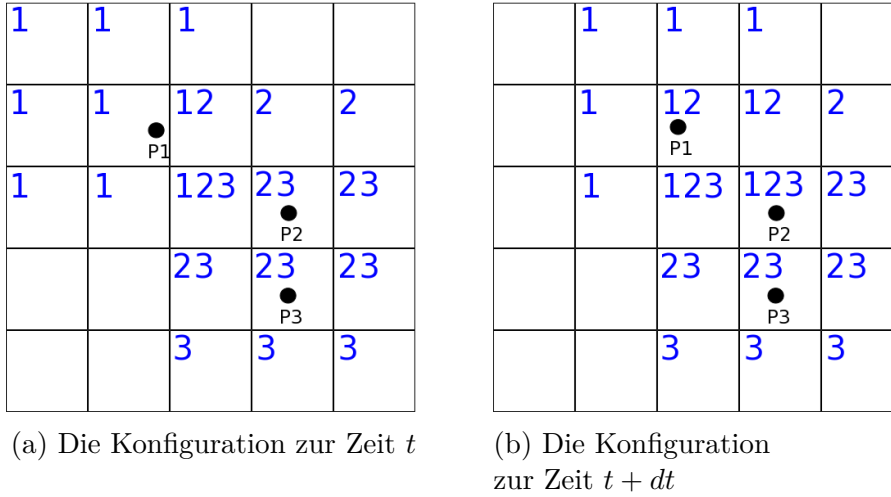 1 1 1 1 1 1
1 1 12 2 2 1 12 12 2
P1 P1
1 1 123 23 23 1 123 123 23
P2 P2
23 23 23 23 23 23
P3 P3
3 3 3 3 3 3
(a) Die Konfiguration zur Zeit t
(b) Die Konfiguration
zur Zeit t + dt